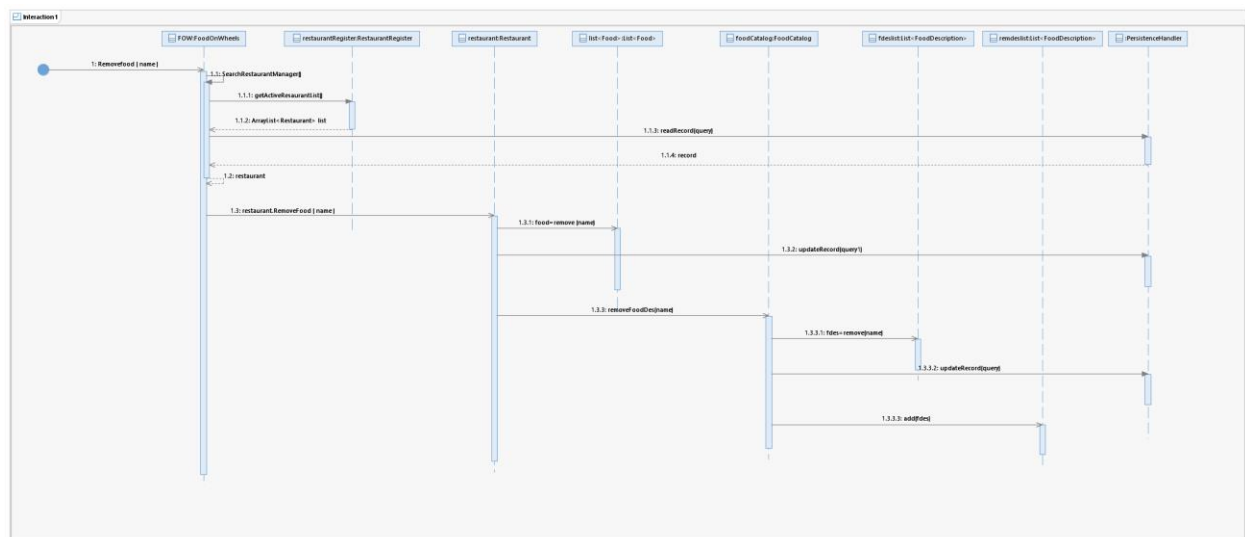 Interaction1
FOW:FoodOnWheels
restaurantRegister:RestaurantRegister
restaurant:Restaurant
list<Food>:List<Food>
foodCatalog:FoodCatalog
fdeslist:List<FoodDescription>
remdeslist:List<FoodDescription>
:PersistenceHandler
1: Removefood ( name )
1.1: SearchRestaurantManager()
1.1.1: getActiveResaurantList()
1.1.2: ArrayList<Restaurant> list
1.1.3: readRecord(query)
1.1.4: record
1.2: restaurant
1.3: restaurant.RemoveFood ( name )
1.3.1: food= remove (name)
1.3.2: updateRecord(query1)
1.3.3: removeFoodDes(name)
1.3.3.1: fdes= remove(name)
1.3.3.2: updateRecord(query)
1.3.3.3: add(fdes)